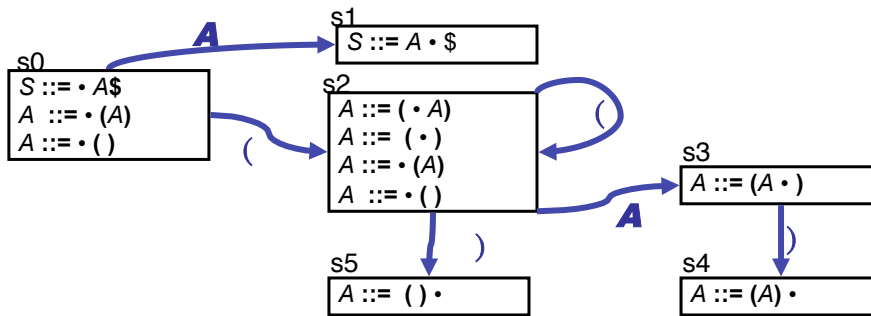 s1
A
S ::= A • $
s0
S ::= • A$
A ::= • (A)
A ::= • ( )
(
s2
A ::= ( • A)
A ::= ( • )
A ::= • (A)
A ::= • ( )
(
A
s3
A ::= (A • )
)
s5
A ::= ( ) •
)
s4
A ::= (A) •